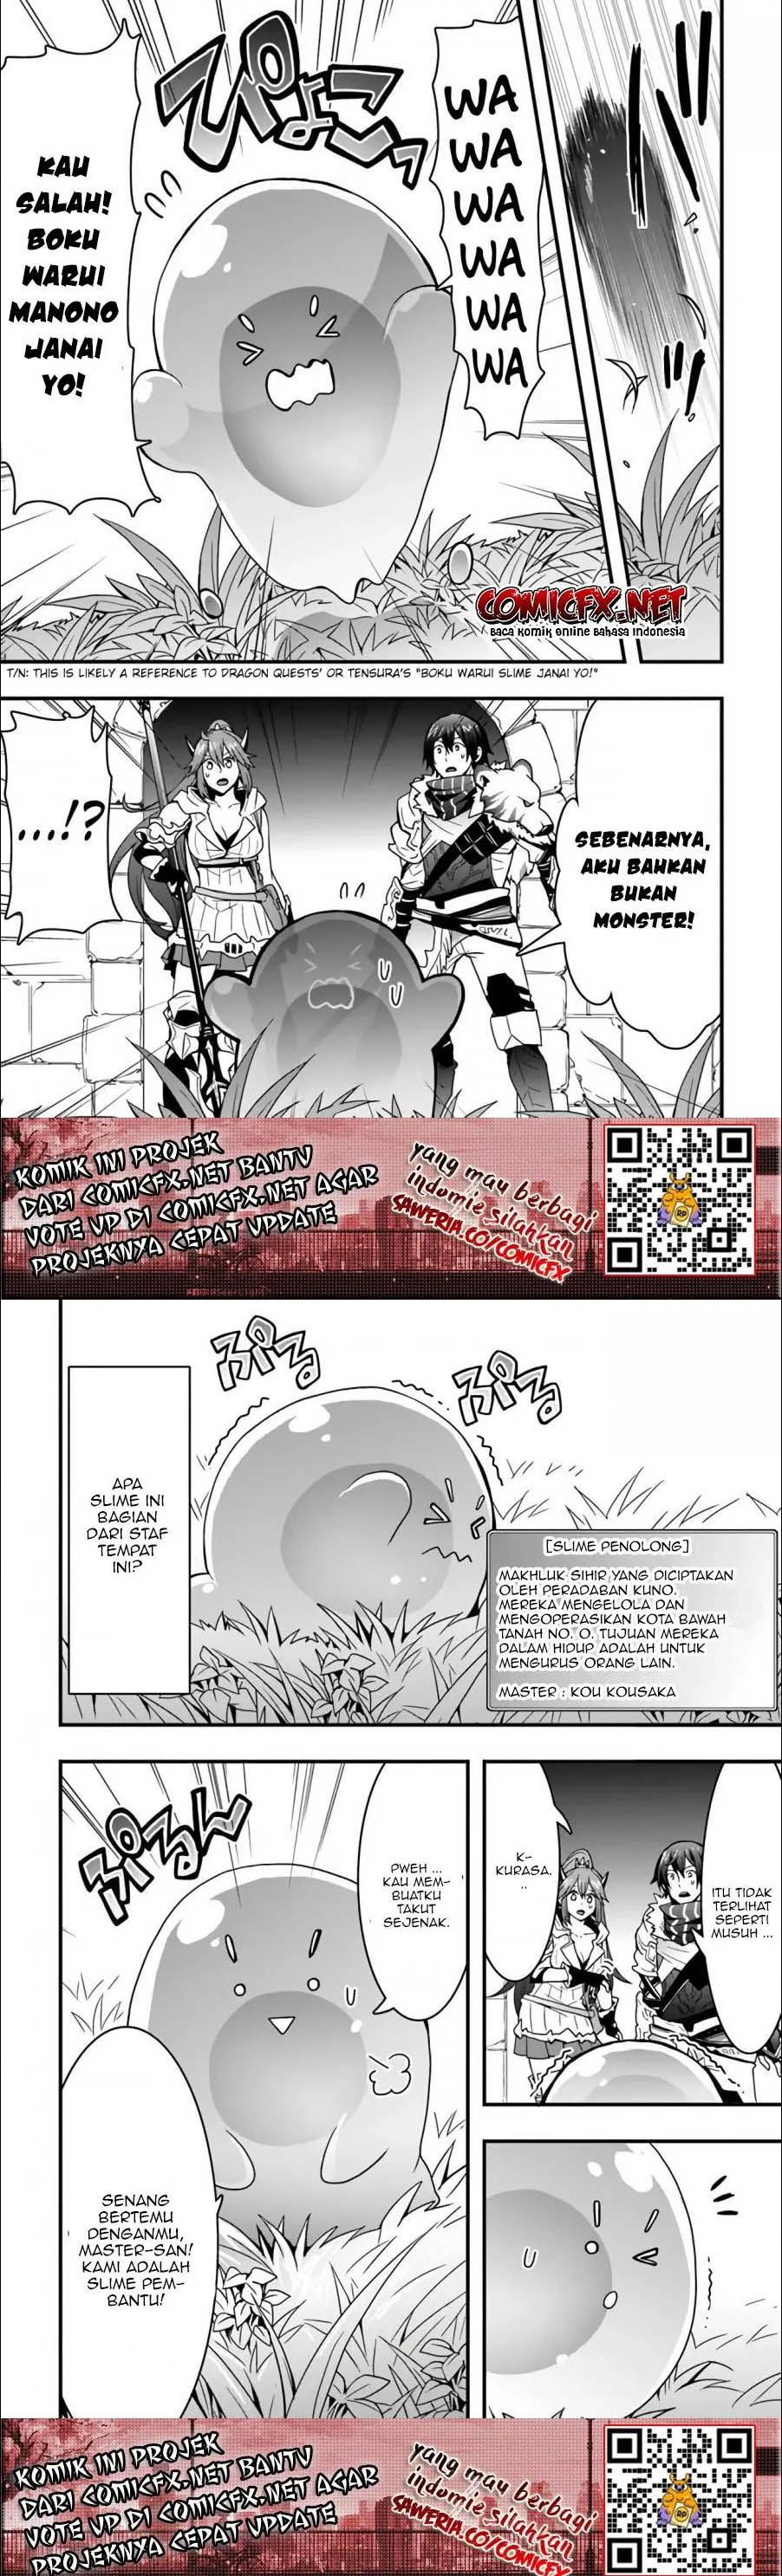 ぴょこっ
WA
WA
WA
WA
WA
WA
KAU
SALAH!
BOKU
WARUI
MANONO
JANAI
YO!
COMICFX.NET
Baca Komik Online Bahasa Indonesia
T/N: THIS IS LIKELY A REFERENCE TO DRAGON QUESTS' OR TENSURA'S "BOKU WARUI SLIME JANAI YO!"
SEBENARNYA,
AKU BAHKAN
BUKAN
MONSTER!
...!?
KOMIK INI PROJEK
DARI COMICFX.NET BANTU
VOTE UP DI COMICFX.NET AGAR
PROJEKNYA CEPAT UPDATE
yang mau berbagi
indomie silahkan
SAWERIA.CO/COMICFX
RP
ぷる
ぷる
APA
SLIME INI
BAGIAN
DARI STAF
TEMPAT
INI?
[SLIME PENOLONG]
MAKHLUK SIHIR YANG DICIPTAKAN
OLEH PERADABAN KUNO.
MEREKA MENGELOLA DAN
MENGOPERASIKAN KOTA BAWAH
TANAH NO. 0. TUJUAN MEREKA
DALAM HIDUP ADALAH UNTUK
MENGURUS ORANG LAIN.
MASTER : KOU KOUSAKA
ITU TIDAK
TERLIHAT
SEPERTI
MUSUH ...
K-
KURASA.
..
ぷるん
PWEH ...
KAU MEM-
BUATKU
TAKUT
SEJENAK.
SENANG
BERTEMU
DENGANMU,
MASTER-SAN!
KAMI ADALAH
SLIME PEM-
BANTU!
KOMIK INI PROJEK
DARI COMICFX.NET BANTU
VOTE UP DI COMICFX.NET AGAR
PROJEKNYA CEPAT UPDATE
yang mau berbagi
indomie silahkan
SAWERIA.CO/COMICFX
RP